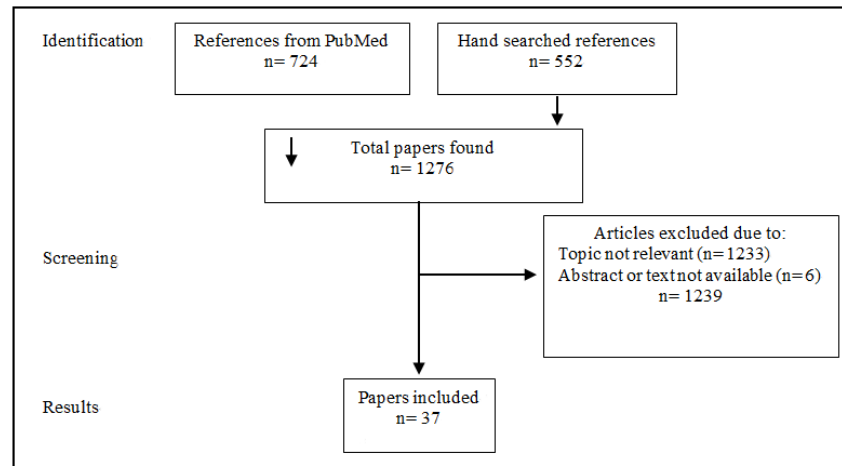 Identification
References from PubMed
n= 724
Hand searched references
n= 552
Total papers found
n= 1276
Screening
Articles excluded due to:
Topic not relevant (n=1233)
Abstract or text not available (n=6)
n= 1239
Results
Papers included
n= 37